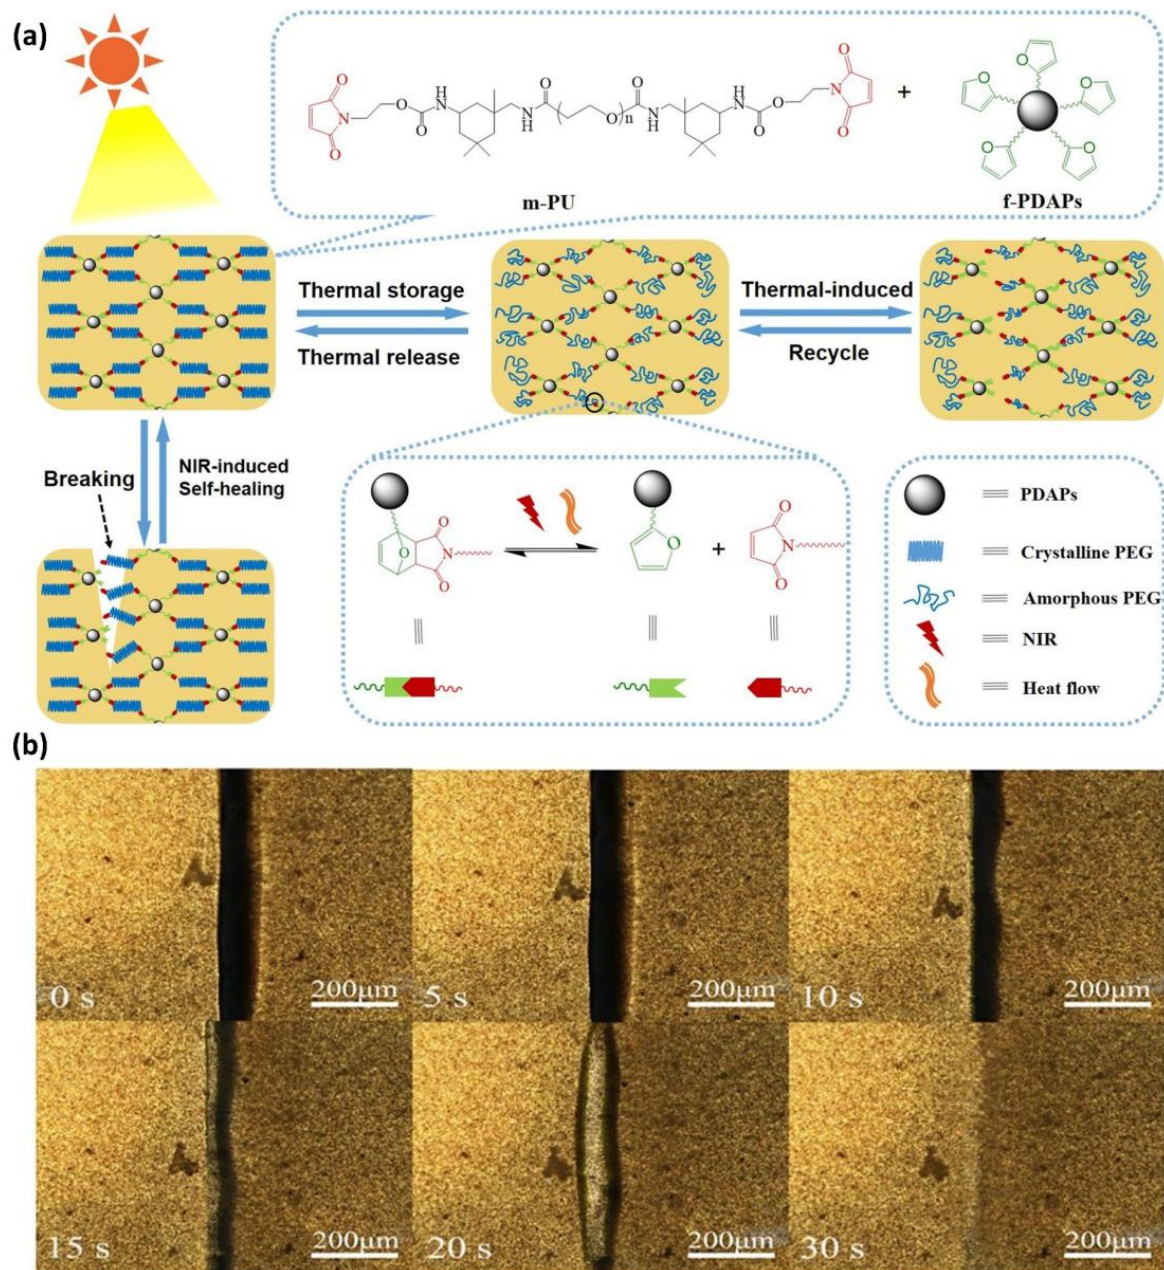 (a)
O
N
O
O
O
H
N
N
H
O
O
n
O
H
N
N
H
O
O
N
O
O
+
O
O
O
O
O
m-PU
f-PDAPs
Thermal storage
Thermal release
Thermal-induced
Recycle
Breaking
NIR-induced
Self-healing
O
O
N
O
O
+
O
N
O
PDAPs
Crystalline PEG
Amorphous PEG
NIR
Heat flow
(b)
0 s
200μm
5 s
200μm
10 s
200μm
15 s
200μm
20 s
200μm
30 s
200μm